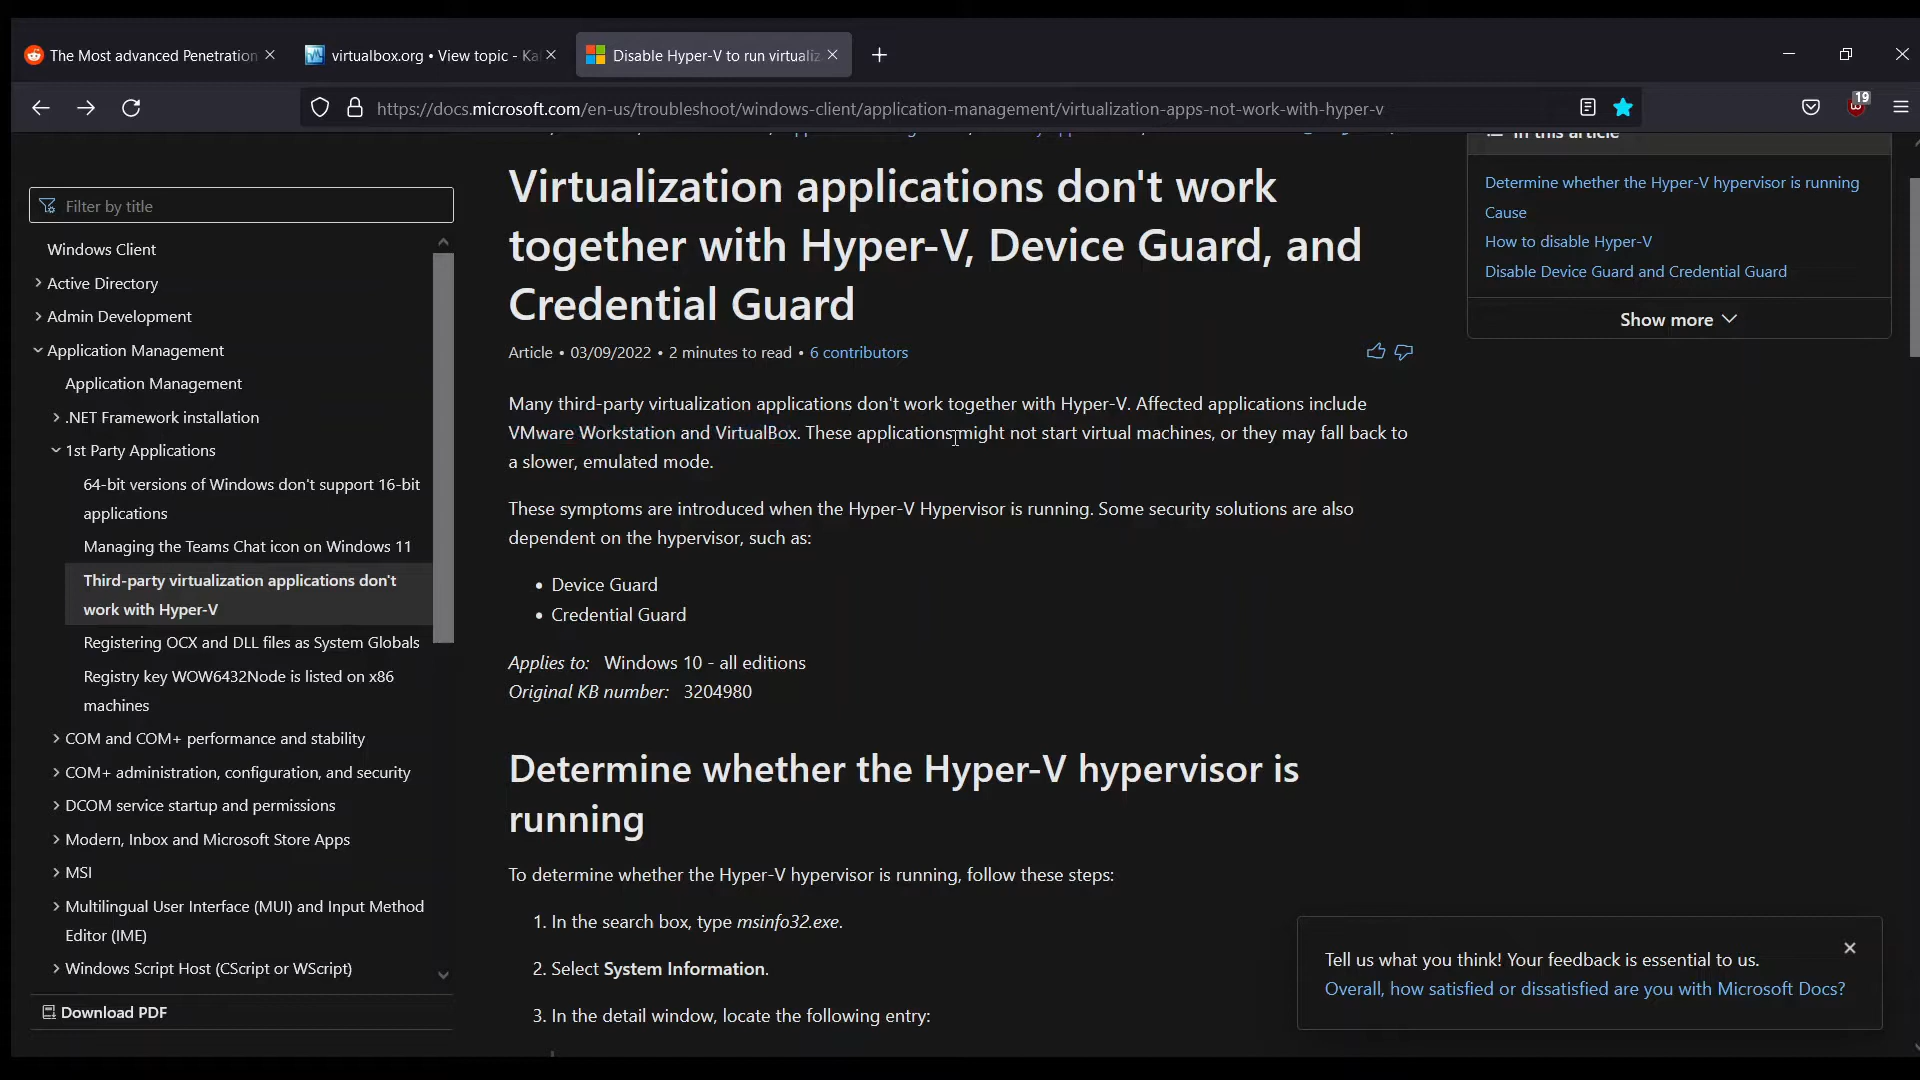 The Most advanced Penetration
virtualbox.org • View topic - Ka
Disable Hyper-V to run virtualiz
https://docs.microsoft.com/en-us/troubleshoot/windows-client/application-management/virtualization-apps-not-work-with-hyper-v
19
Filter by title
Windows Client
Active Directory
Admin Development
Application Management
Application Management
.NET Framework installation
1st Party Applications
64-bit versions of Windows don't support 16-bit
applications
Managing the Teams Chat icon on Windows 11
Third-party virtualization applications don't
work with Hyper-V
Registering OCX and DLL files as System Globals
Registry key WOW6432Node is listed on x86
machines
COM and COM+ performance and stability
COM+ administration, configuration, and security
DCOM service startup and permissions
Modern, Inbox and Microsoft Store Apps
MSI
Multilingual User Interface (MUI) and Input Method
Editor (IME)
Windows Script Host (CScript or WScript)
Download PDF
Virtualization applications don't work
together with Hyper-V, Device Guard, and
Credential Guard
Article • 03/09/2022 • 2 minutes to read • 6 contributors
Many third-party virtualization applications don't work together with Hyper-V. Affected applications include
VMware Workstation and VirtualBox. These applications might not start virtual machines, or they may fall back to
a slower, emulated mode.
These symptoms are introduced when the Hyper-V Hypervisor is running. Some security solutions are also
dependent on the hypervisor, such as:
• Device Guard
• Credential Guard
Applies to: Windows 10 - all editions
Original KB number: 3204980
Determine whether the Hyper-V hypervisor is
running
To determine whether the Hyper-V hypervisor is running, follow these steps:
1. In the search box, type msinfo32.exe.
2. Select System Information.
3. In the detail window, locate the following entry:
In this article
Determine whether the Hyper-V hypervisor is running
Cause
How to disable Hyper-V
Disable Device Guard and Credential Guard
Show more
Tell us what you think! Your feedback is essential to us.
Overall, how satisfied or dissatisfied are you with Microsoft Docs?